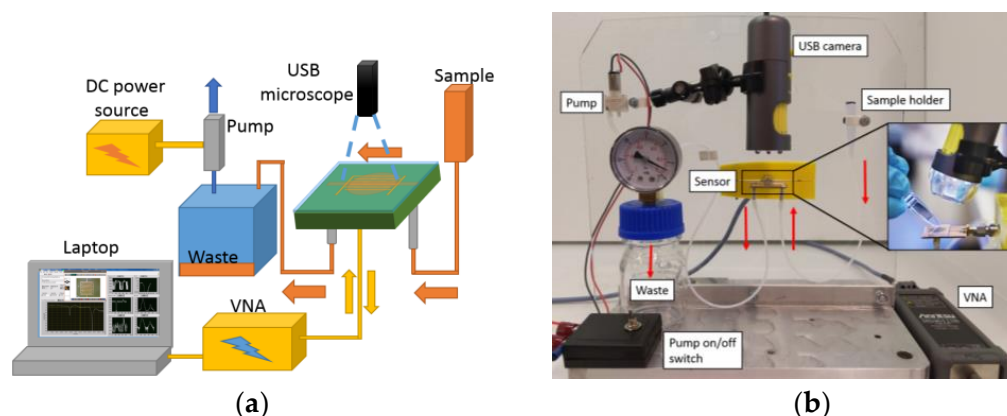 DC power
source
Pump
USB
microscope
Sample
Laptop
Waste
VNA
(a)
USB camera
Pump
Sample holder
Sensor
Waste
VNA
Pump on/off
switch
Anritsu
(b)